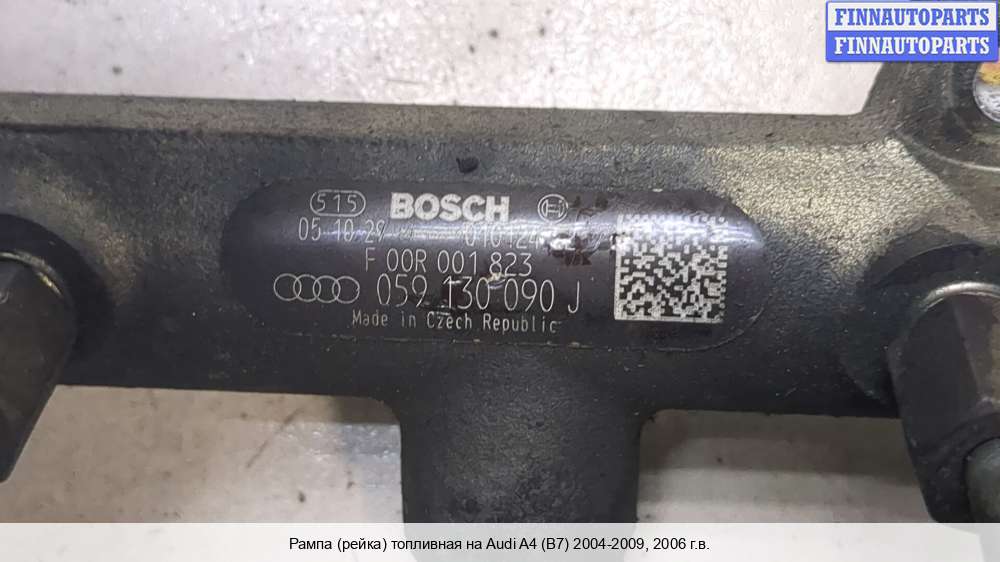 FINNAUTOPARTS
FINNAUTOPARTS
515 BOSCH
05 10 29 010124
F 00R 001 823
059 130 090 J
Made in Czech Republic
Рампа (рейка) топливная на Audi A4 (B7) 2004-2009, 2006 г.в.